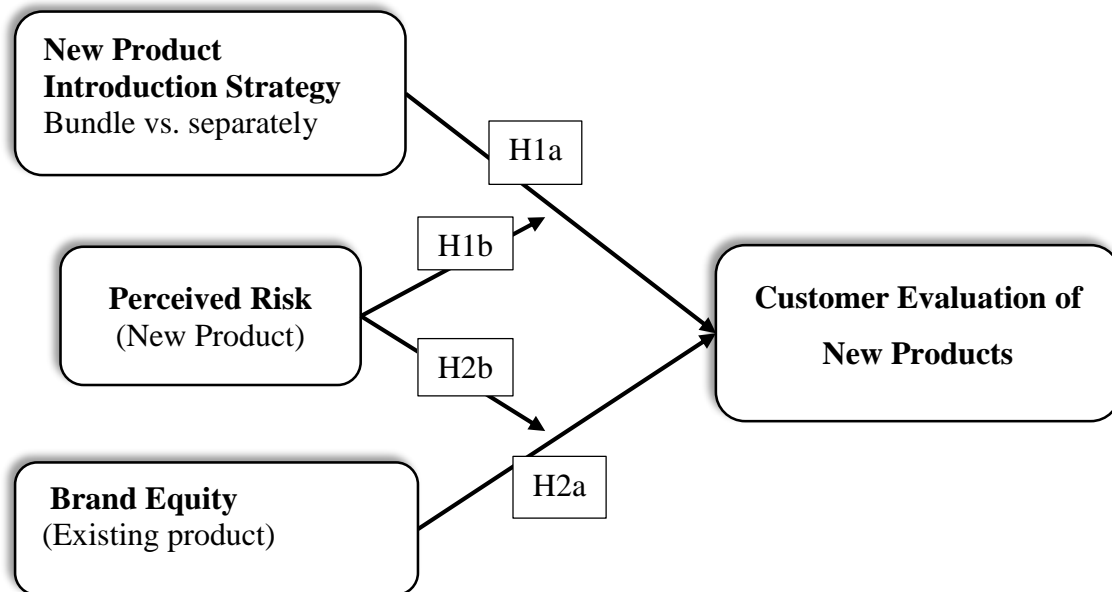 New Product
Introduction Strategy
Bundle vs. separately
H1a
H1b
Perceived Risk
(New Product)
Customer Evaluation of
New Products
H2b
Brand Equity
(Existing product)
H2a